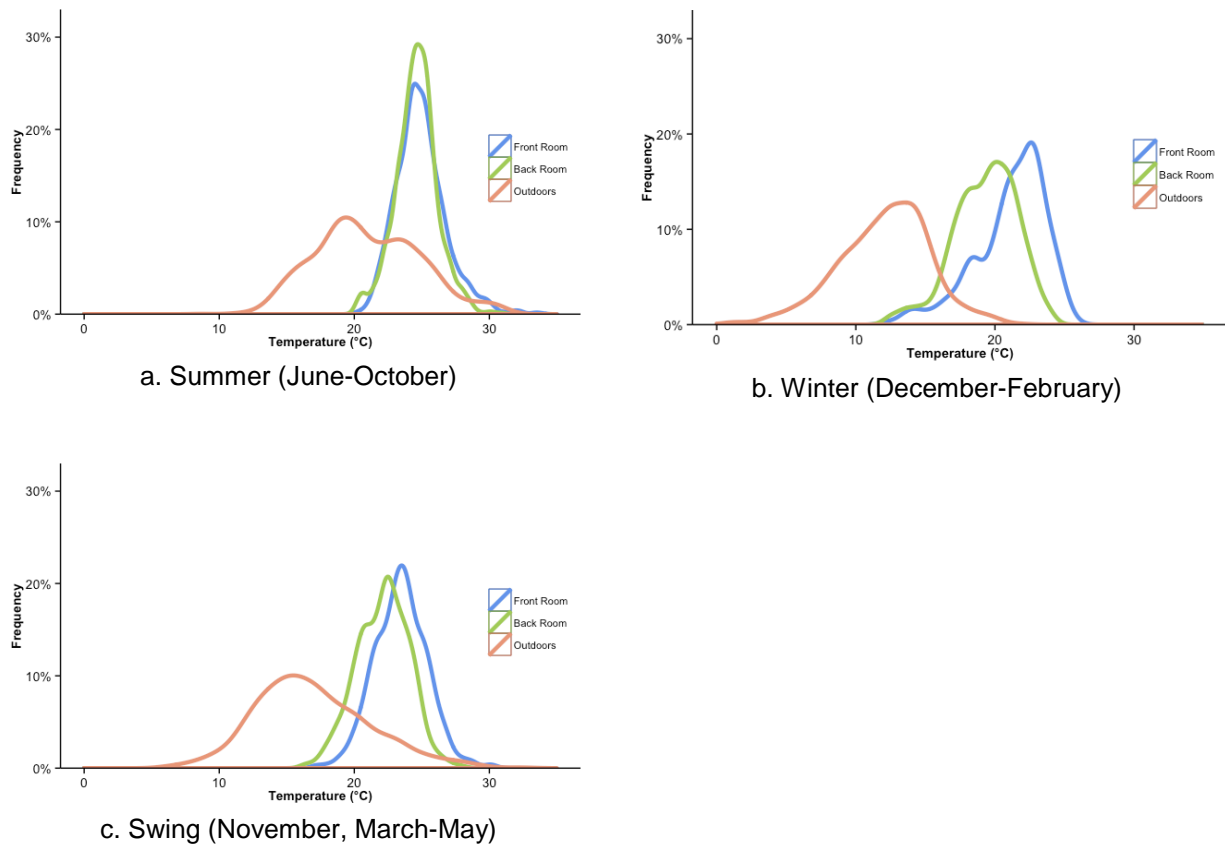 30%
20%
10%
0%
Frequency
0
10
20
30
Temperature (°C)
Front Room
Back Room
Outdoors
a. Summer (June-October)
30%
20%
10%
0%
Frequency
0
10
20
30
Temperature (°C)
Front Room
Back Room
Outdoors
b. Winter (December-February)
30%
20%
10%
0%
Frequency
0
10
20
30
Temperature (°C)
Front Room
Back Room
Outdoors
c. Swing (November, March-May)